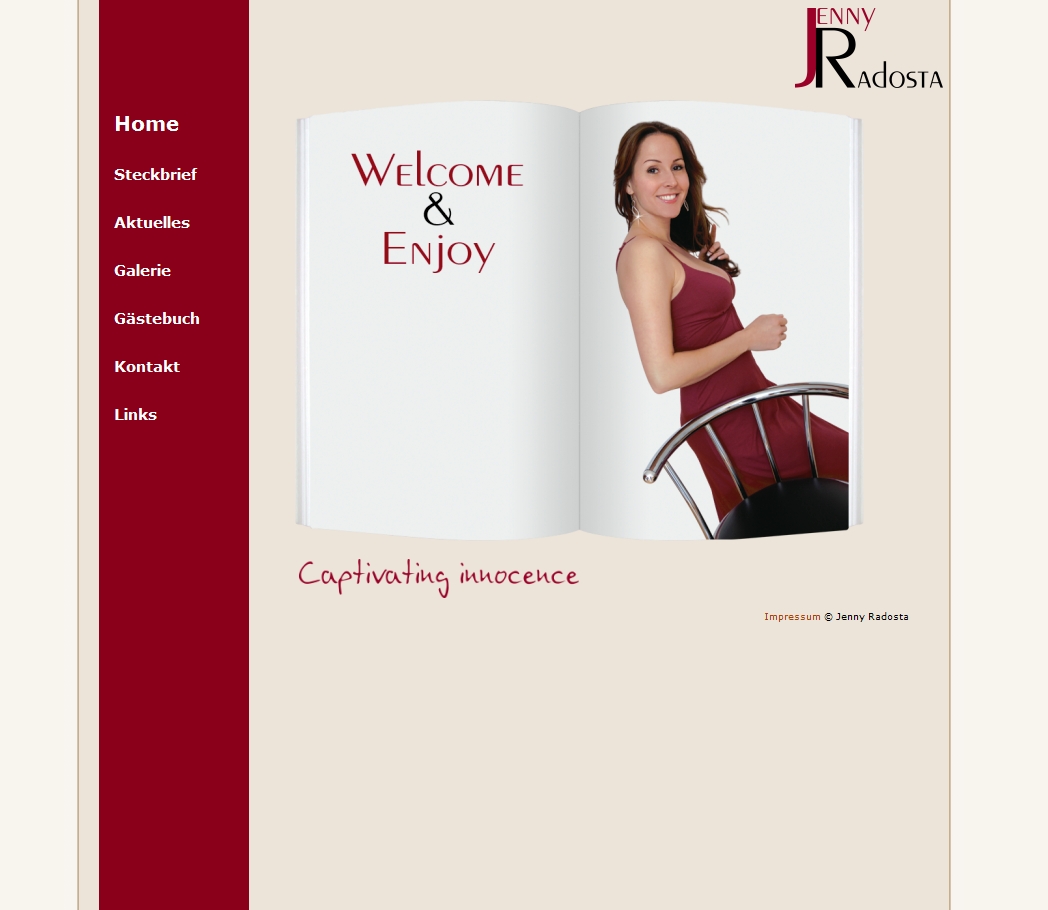 Jenny
Radosta
Home
Steckbrief
Aktuelles
Galerie
Gästebuch
Kontakt
Links
Welcome
&
Enjoy
Captivating innocence
Impressum © Jenny Radosta